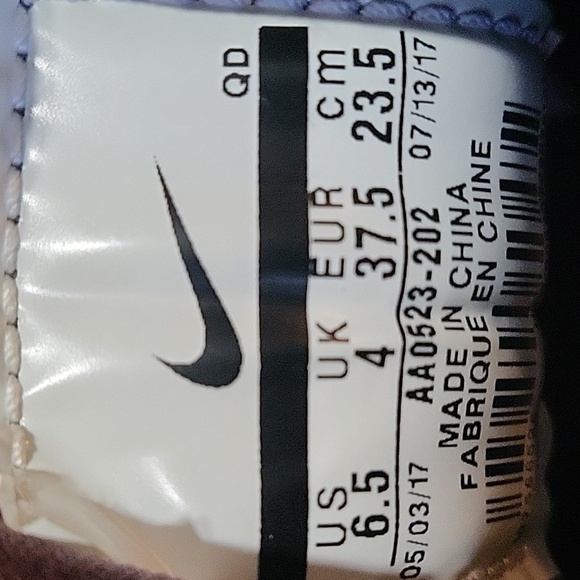 QD
US UK EUR cm
6.5 4 37.5 23.5
05/03/17 AA0523-202 07/13/17
MADE IN CHINA
FABRIQUE EN CHINE